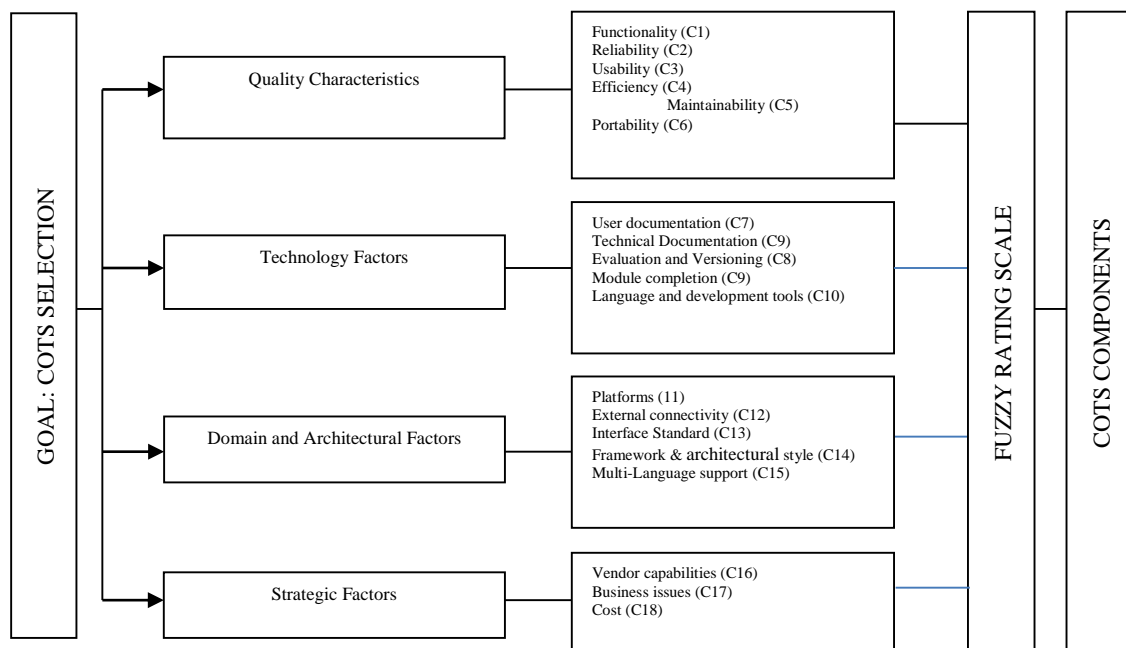 GOAL: COTS SELECTION
Quality Characteristics
Functionality (C1)
Reliability (C2)
Usability (C3)
Efficiency (C4)
Maintainability (C5)
Portability (C6)
Technology Factors
User documentation (C7)
Technical Documentation (C9)
Evaluation and Versioning (C8)
Module completion (C9)
Language and development tools (C10)
Domain and Architectural Factors
Platforms (11)
External connectivity (C12)
Interface Standard (C13)
Framework & architectural style (C14)
Multi-Language support (C15)
Strategic Factors
Vendor capabilities (C16)
Business issues (C17)
Cost (C18)
FUZZY RATING SCALE
COTS COMPONENTS